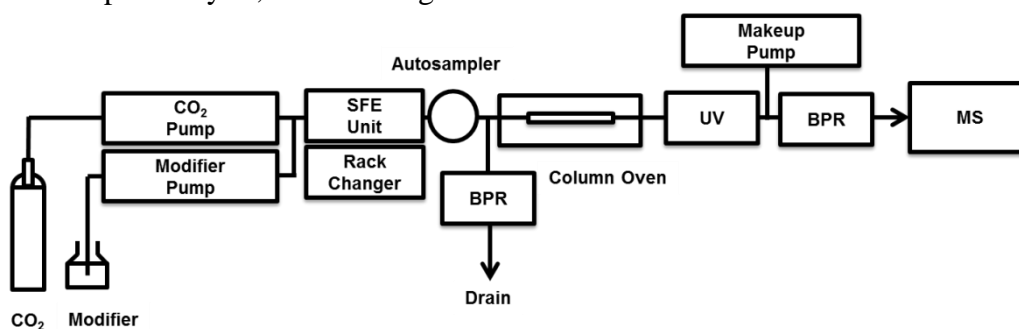 Makeup
Pump
Autosampler
CO₂
Pump
SFE
Unit
UV
BPR
MS
Modifier
Pump
Rack
Changer
Column Oven
BPR
Drain
CO₂
Modifier